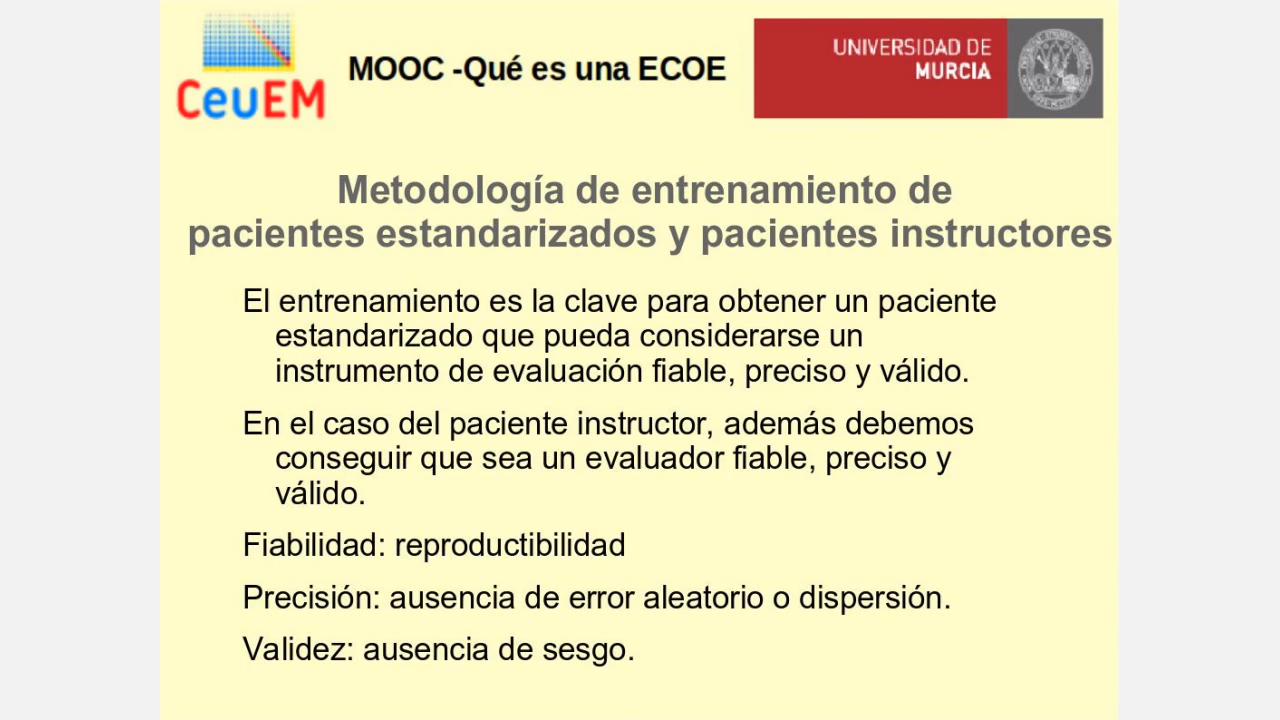 CeuEM
MOOC -Qué es una ECOE
UNIVERSIDAD DE
MURCIA
Metodología de entrenamiento de
pacientes estandarizados y pacientes instructores
El entrenamiento es la clave para obtener un paciente
estandarizado que pueda considerarse un
instrumento de evaluación fiable, preciso y válido.
En el caso del paciente instructor, además debemos
conseguir que sea un evaluador fiable, preciso y
válido.
Fiabilidad: reproductibilidad
Precisión: ausencia de error aleatorio o dispersión.
Validez: ausencia de sesgo.